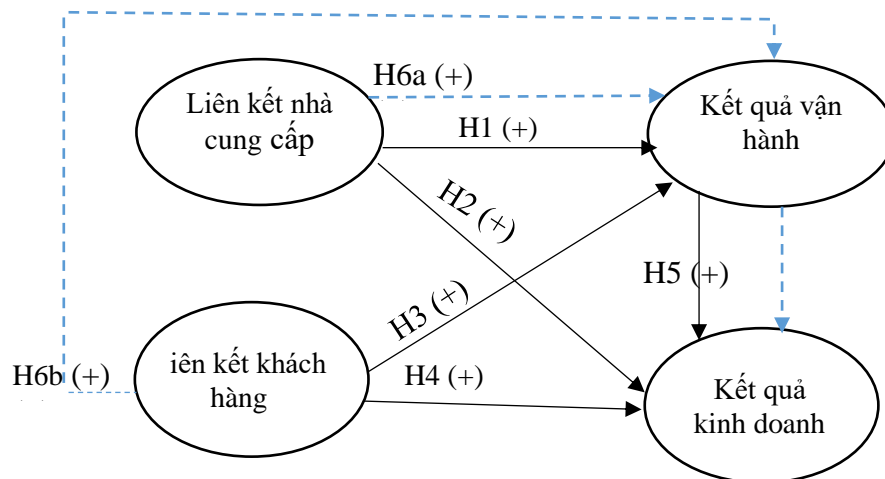 H6a (+)
Liên kết nhà
cung cấp
Kết quả vận
hành
H1 (+)
H2 (+)
H3 (+)
H5 (+)
iên kết khách
hàng
H6b (+)
H4 (+)
Kết quả
kinh doanh